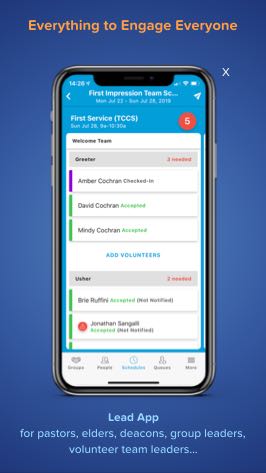 Everything to Engage Everyone
X
14:26
First Impression Team Sc...
Mon Jul 22 - Sun Jul 28, 2019
First Service (TCCS)
Sun Jul 28, 9a-10:30a
5
Welcome Team
Greeter 3 needed
Amber Cochran Checked-In
David Cochran Accepted
Mindy Cochran Accepted
ADD VOLUNTEERS
Usher 2 needed
Brie Ruffini Accepted (Not Notified)
Jonathan Sangalli
Accepted (Not Notified)
Groups People Schedules Queues More
Lead App
for pastors, elders, deacons, group leaders,
volunteer team leaders...